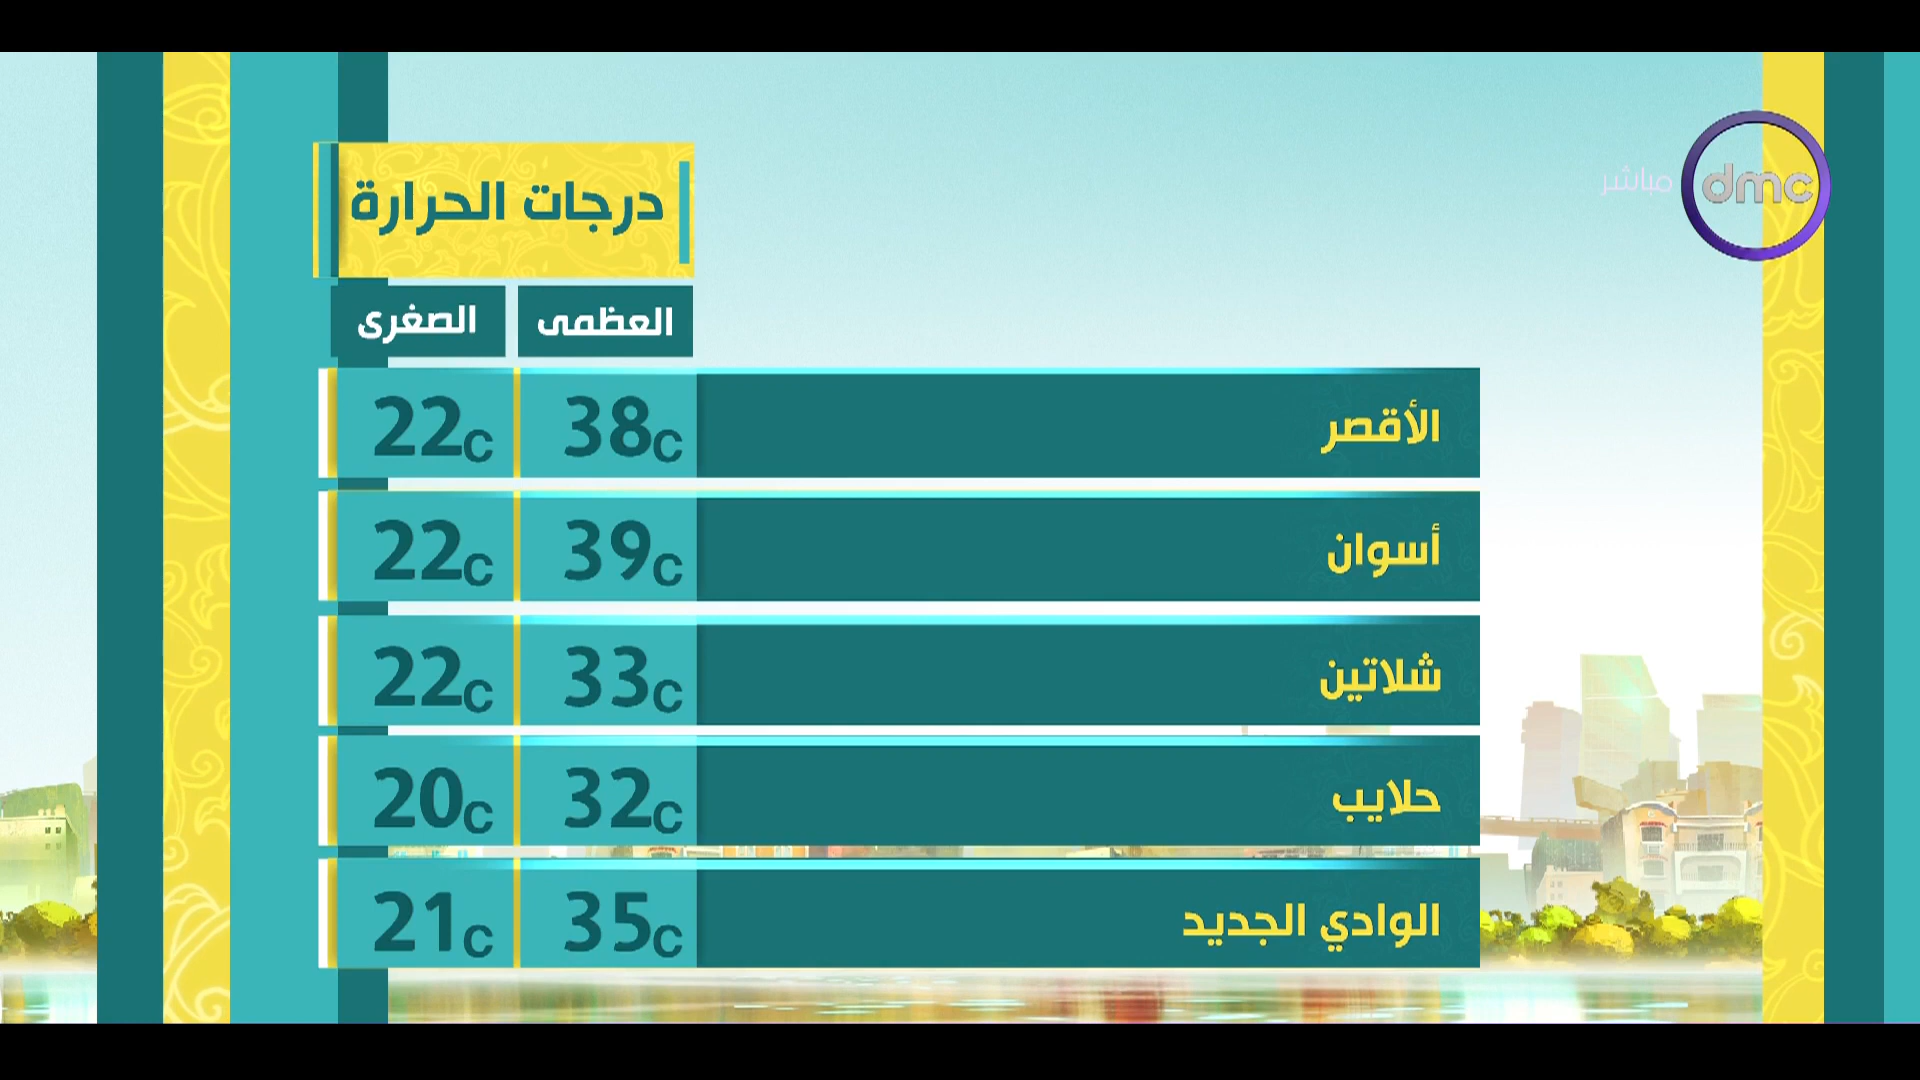 dmc مباشر
درجات الحرارة
العظمى الصغرى
الأقصر 38c 22c
أسوان 39c 22c
شلاتين 33c 22c
حلايب 32c 20c
الوادي الجديد 35c 21c